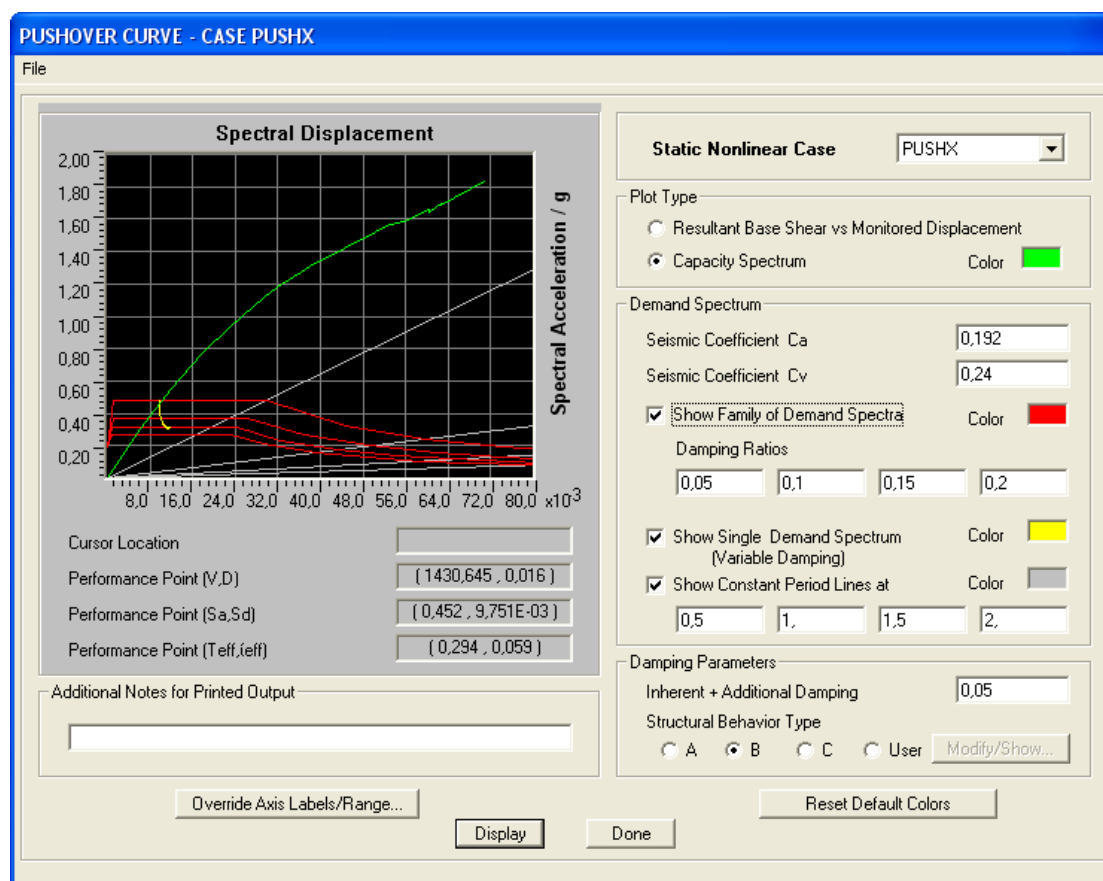 PUSHOVER CURVE - CASE PUSHX
File
Spectral Displacement
2,00
1,80
1,60
1,40
1,20
1,00
0,80
0,60
0,40
0,20
8,0 16,0 24,0 32,0 40,0 48,0 56,0 64,0 72,0 80,0 x10-3
Spectral Acceleration / g
Cursor Location
Performance Point (V,D) ( 1430,645 , 0,016 )
Performance Point (Sa,Sd) ( 0,452 , 9,751E-03 )
Performance Point (Teff,íeff) ( 0,294 , 0,059 )
Additional Notes for Printed Output
Static Nonlinear Case PUSHX
Plot Type
Resultant Base Shear vs Monitored Displacement
Capacity Spectrum Color
Demand Spectrum
Seismic Coefficient Ca 0,192
Seismic Coefficient Cv 0,24
Show Family of Demand Spectra Color
Damping Ratios
0,05 0,1 0,15 0,2
Show Single Demand Spectrum Color
(Variable Damping)
Show Constant Period Lines at Color
0,5 1, 1,5 2,
Damping Parameters
Inherent + Additional Damping 0,05
Structural Behavior Type
A B C User Modify/Show...
Override Axis Labels/Range... Reset Default Colors
Display Done